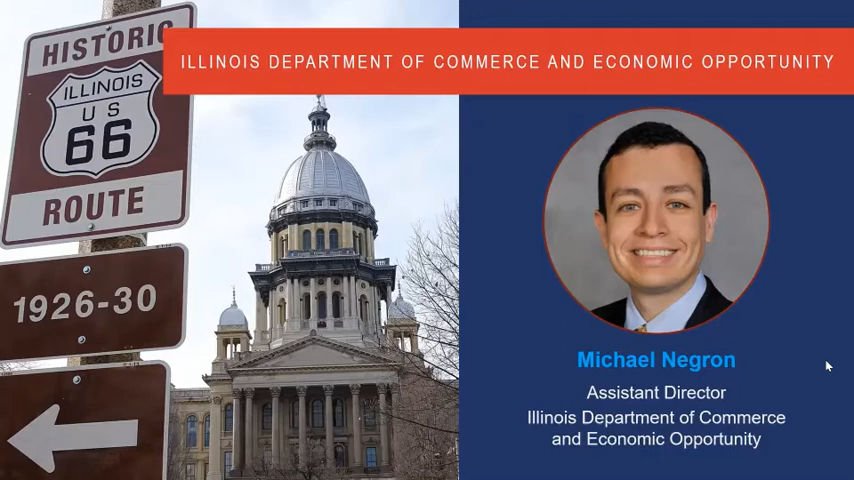 ILLINOIS DEPARTMENT OF COMMERCE AND ECONOMIC OPPORTUNITY
HISTORIC
ILLINOIS
U S
66
ROUTE
1926-30
Michael Negron
Assistant Director
Illinois Department of Commerce
and Economic Opportunity